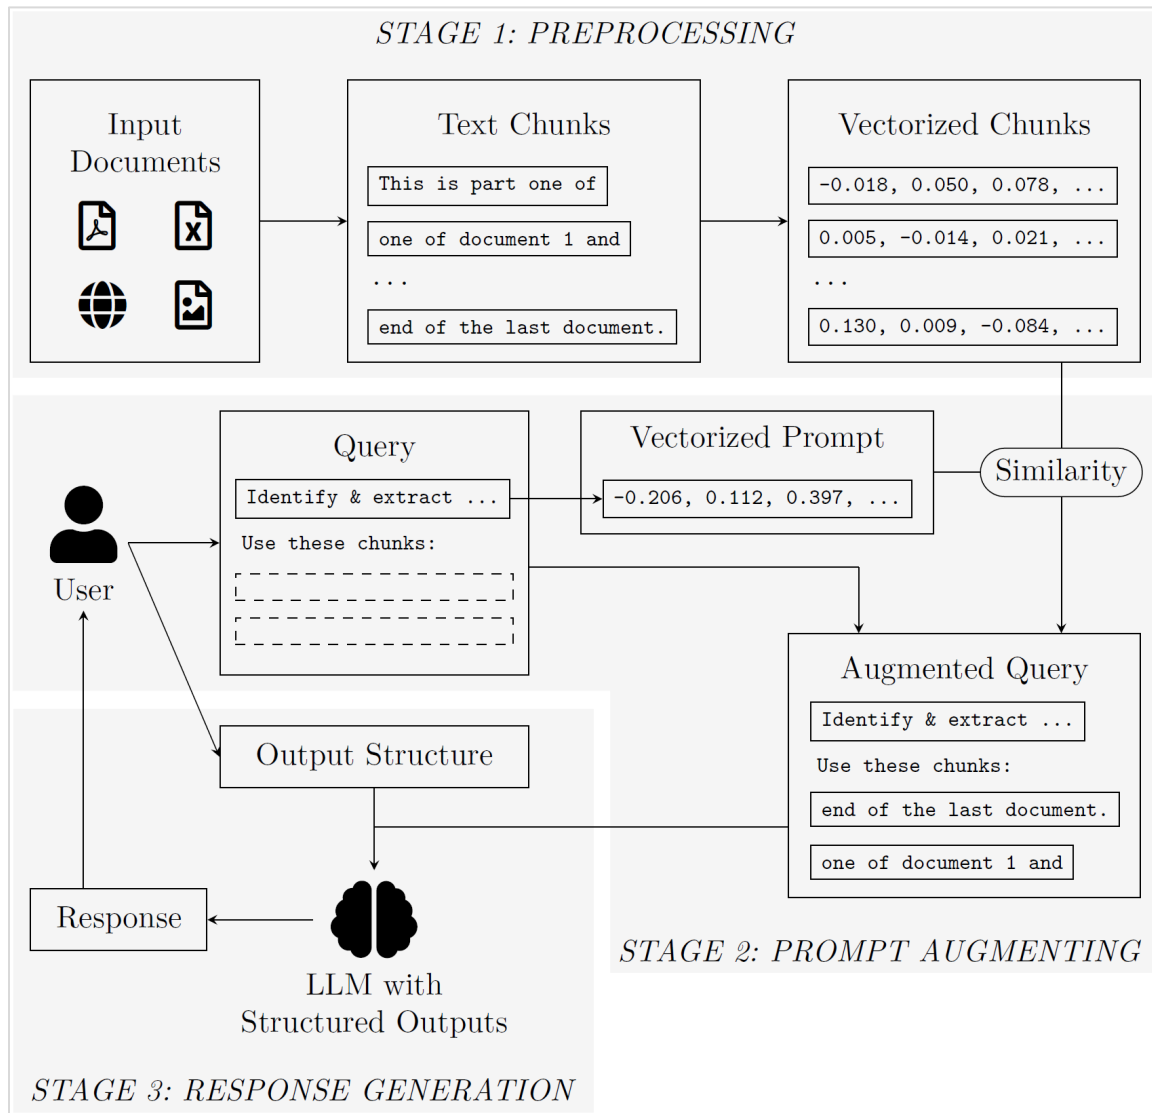 STAGE 1: PREPROCESSING
Input
Documents
Text Chunks
This is part one of
one of document 1 and
...
end of the last document.
Vectorized Chunks
-0.018, 0.050, 0.078, ...
0.005, -0.014, 0.021, ...
...
0.130, 0.009, -0.084, ...
User
Query
Identify & extract ...
Use these chunks:
Vectorized Prompt
-0.206, 0.112, 0.397, ...
Similarity
Augmented Query
Identify & extract ...
Use these chunks:
end of the last document.
one of document 1 and
STAGE 2: PROMPT AUGMENTING
Output Structure
Response
LLM with
Structured Outputs
STAGE 3: RESPONSE GENERATION